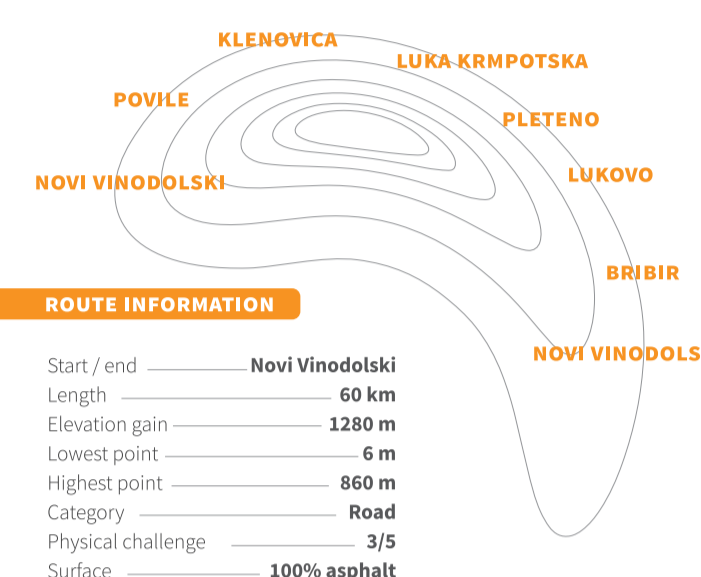 KLENOVICA
LUKA KRMPOTSKA
POVILE
PLETENO
LUKOVO
NOVI VINODOLSKI
BRIBIR
ROUTE INFORMATION
NOVI VINODOLS
Start / end Novi Vinodolski
Length 60 km
Elevation gain 1280 m
Lowest point 6 m
Highest point 860 m
Category Road
Physical challenge 3/5
Surface 100% asphalt